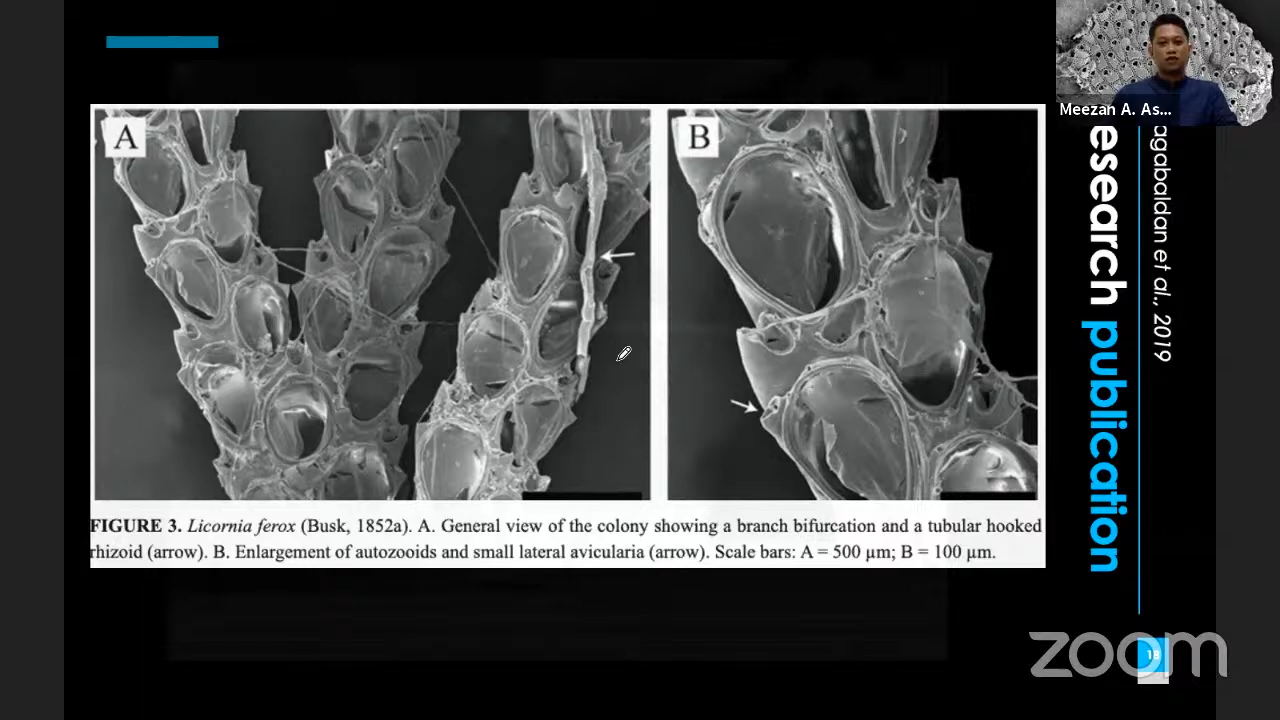 A
B
Meezan A. As...
FIGURE 3. Licornia ferox (Busk, 1852a). A. General view of the colony showing a branch bifurcation and a tubular hooked
rhizoid (arrow). B. Enlargement of autozooids and small lateral avicularia (arrow). Scale bars: A = 500 µm; B = 100 µm.
esearch publication
agabaldan et al., 2019
18
zoom